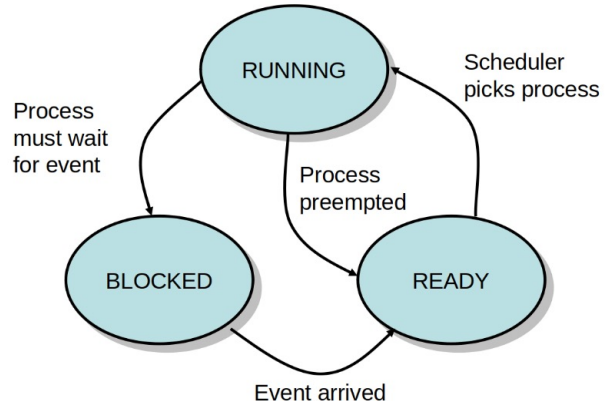 RUNNING
Scheduler
picks process
Process
must wait
for event
Process
preempted
BLOCKED
READY
Event arrived